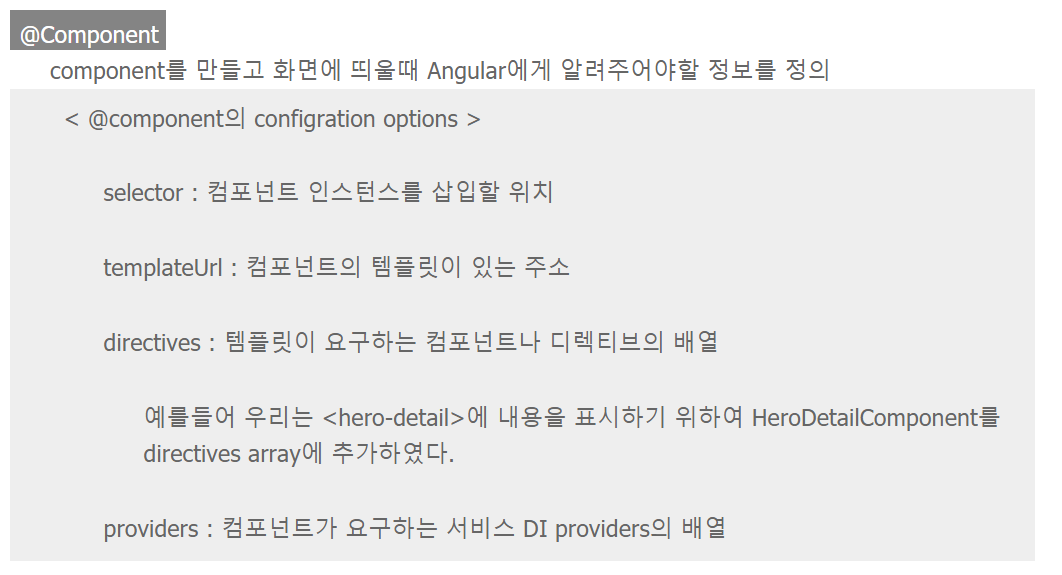 @Component
component를 만들고 화면에 띄울때 Angular에게 알려주어야할 정보를 정의
< @component의 configration options >
selector : 컴포넌트 인스턴스를 삽입할 위치
templateUrl : 컴포넌트의 템플릿이 있는 주소
directives : 템플릿이 요구하는 컴포넌트나 디렉티브의 배열
예를들어 우리는 <hero-detail>에 내용을 표시하기 위하여 HeroDetailComponent를
directives array에 추가하였다.
providers : 컴포넌트가 요구하는 서비스 DI providers의 배열